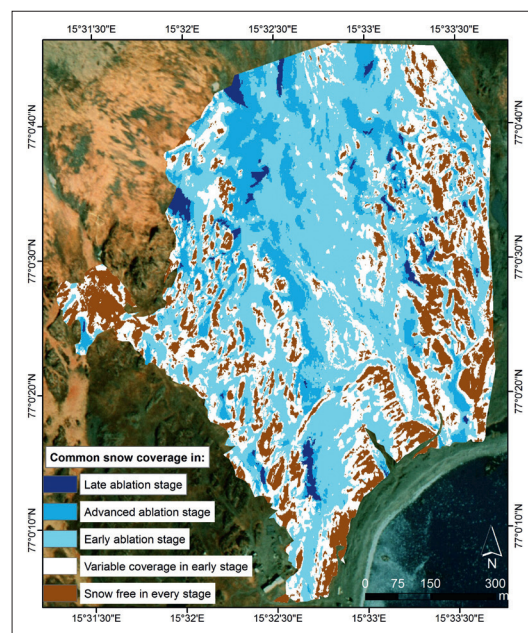 15°31'30"E 15°32'E 15°32'30"E 15°33'E 15°33'30"E
77°0'40"N 77°0'40"N
77°0'30"N 77°0'30"N
77°0'20"N 77°0'20"N
77°0'10"N 77°0'10"N
Common snow coverage in:
Late ablation stage
Advanced ablation stage
Early ablation stage
Variable coverage in early stage
Snow free in every stage
N
0 75 150 300
m
15°31'30"E 15°32'E 15°32'30"E 15°33'E 15°33'30"E